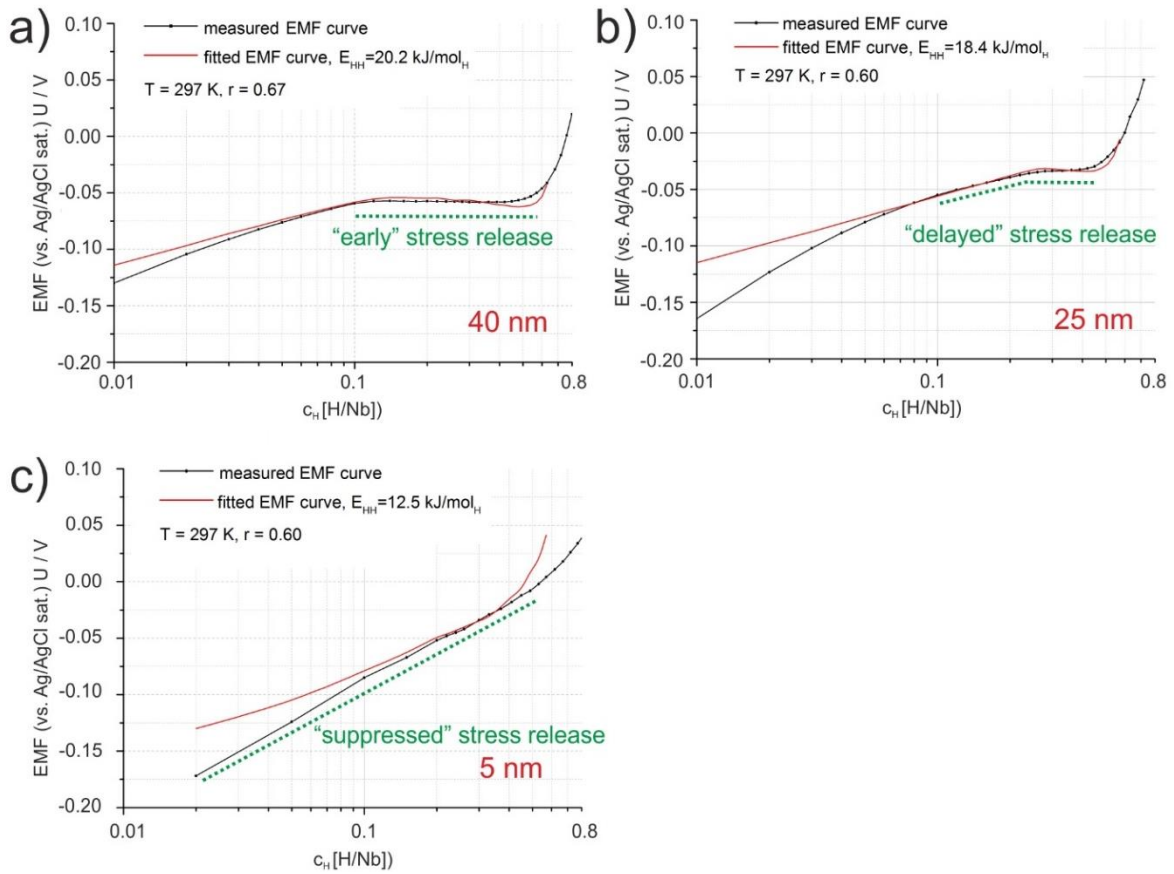 a)
measured EMF curve
fitted EMF curve, E_HH=20.2 kJ/mol_H
T = 297 K, r = 0.67
EMF (vs. Ag/AgCl sat.) U / V
0.10
0.05
0.00
-0.05
-0.10
-0.15
-0.20
"early" stress release
40 nm
0.01
0.1
0.8
c_H [H/Nb])
b)
measured EMF curve
fitted EMF curve, E_HH=18.4 kJ/mol_H
T = 297 K, r = 0.60
EMF (vs. Ag/AgCl sat.) U / V
0.10
0.05
0.00
-0.05
-0.10
-0.15
-0.20
"delayed" stress release
25 nm
0.01
0.1
0.8
c_H [H/Nb])
c)
measured EMF curve
fitted EMF curve, E_HH=12.5 kJ/mol_H
T = 297 K, r = 0.60
EMF (vs. Ag/AgCl sat.) U / V
0.10
0.05
0.00
-0.05
-0.10
-0.15
-0.20
"suppressed" stress release
5 nm
0.01
0.1
0.8
c_H [H/Nb])